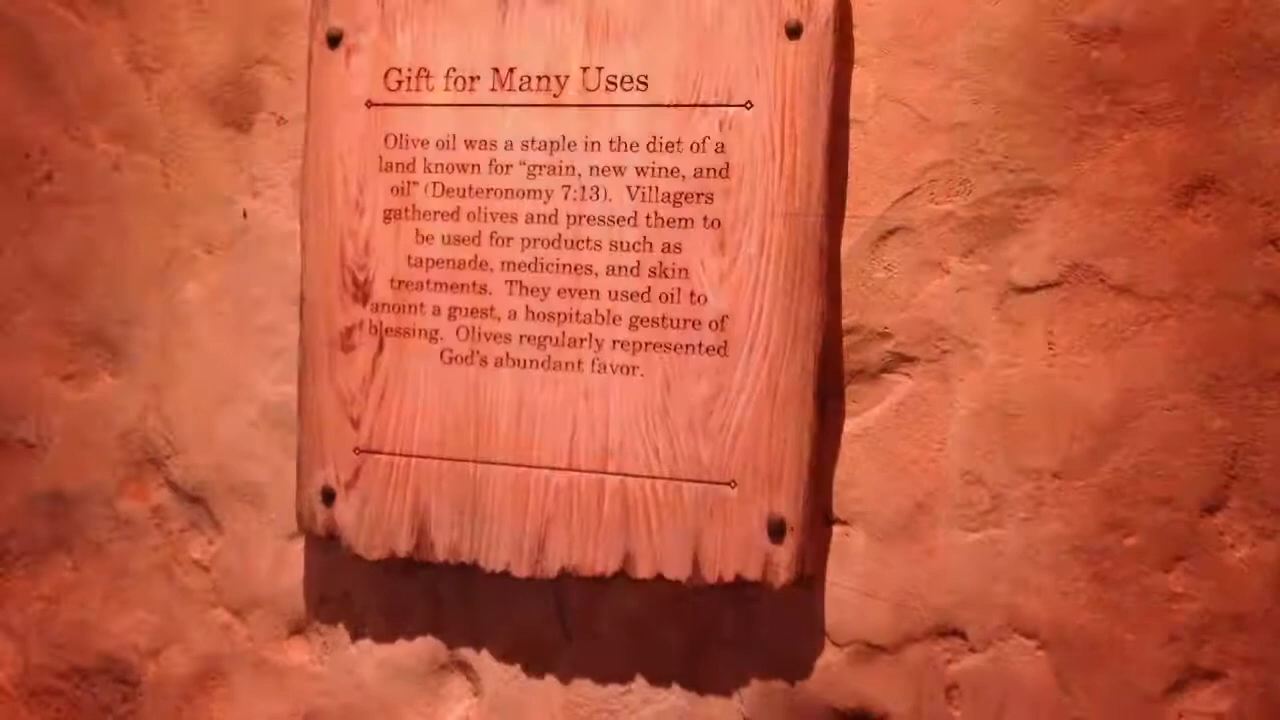 Gift for Many Uses
Olive oil was a staple in the diet of a
land known for “grain, new wine, and
oil” (Deuteronomy 7:13).  Villagers
gathered olives and pressed them to
be used for products such as
tapenade, medicines, and skin
treatments.  They even used oil to
anoint a guest, a hospitable gesture of
blessing.  Olives regularly represented
God's abundant favor.